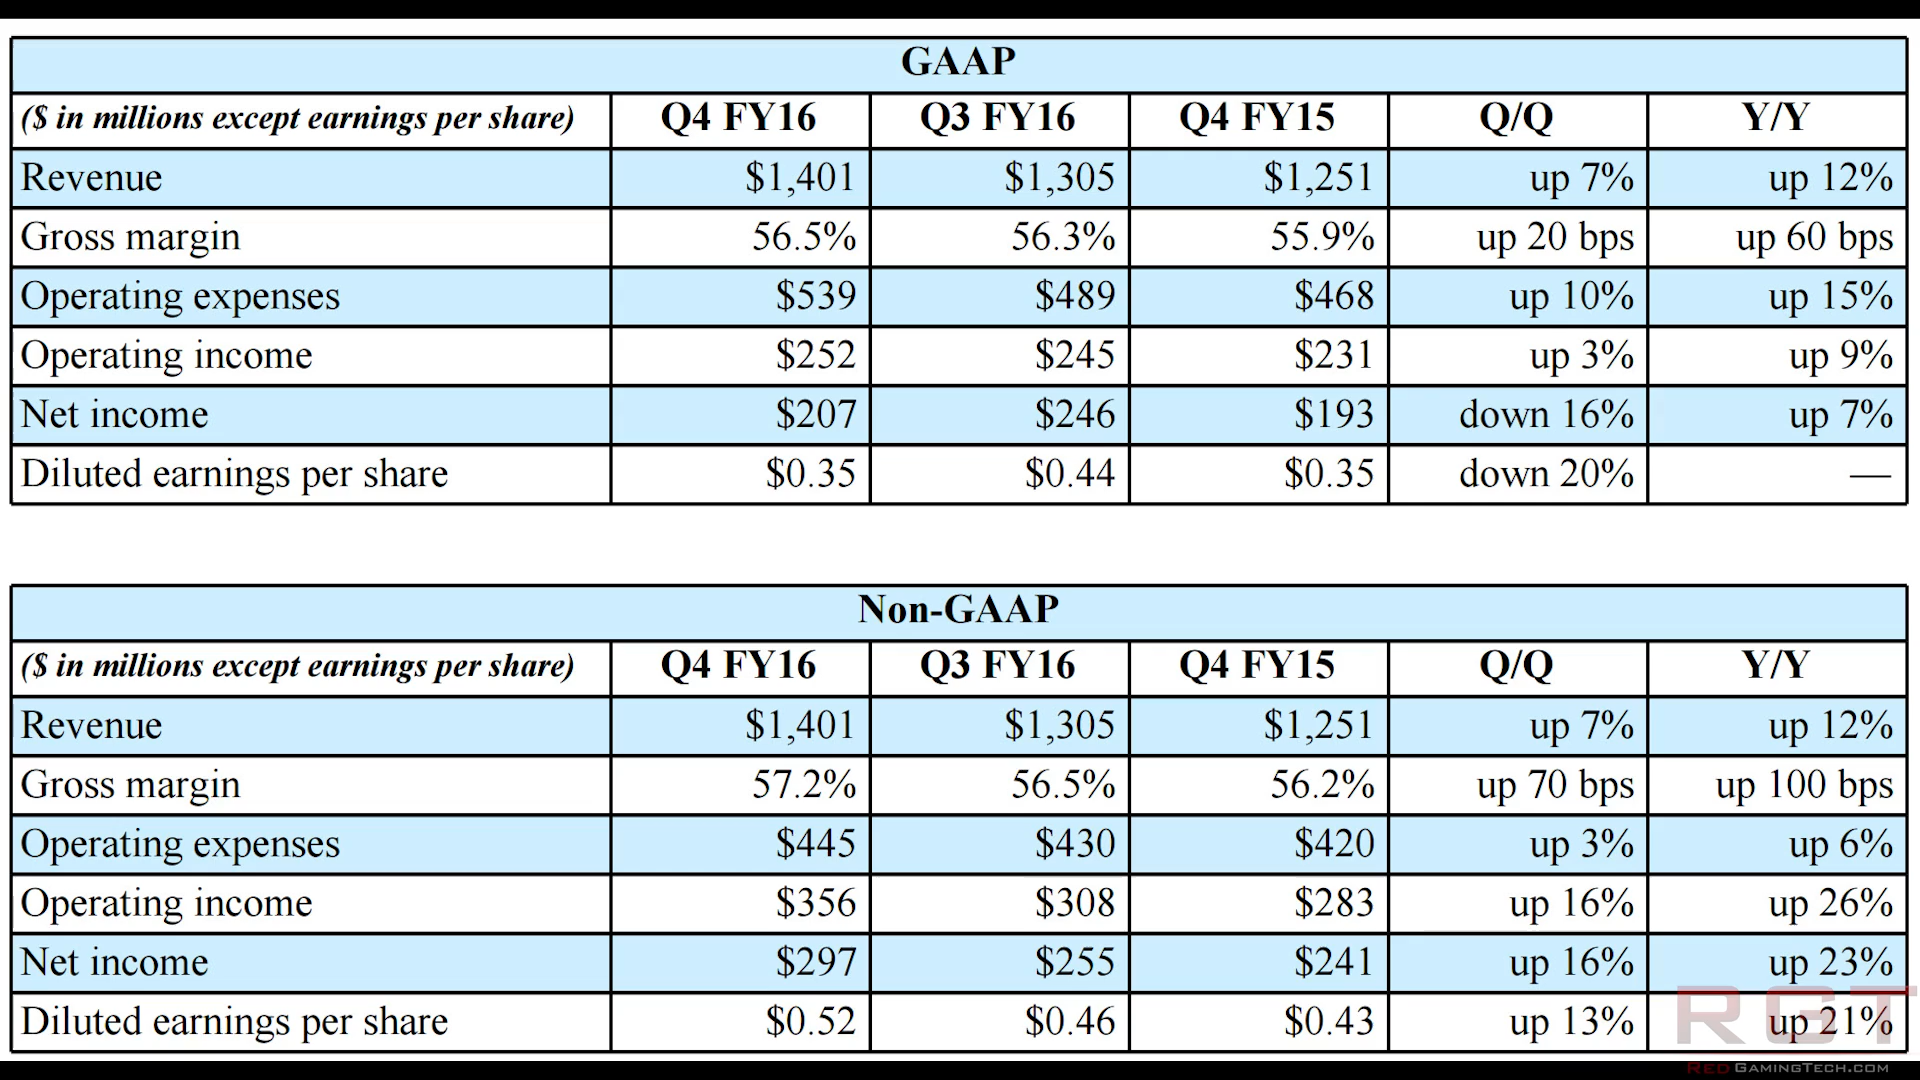 GAAP
($ in millions except earnings per share) Q4 FY16 Q3 FY16 Q4 FY15 Q/Q Y/Y
Revenue $1,401 $1,305 $1,251 up 7% up 12%
Gross margin 56.5% 56.3% 55.9% up 20 bps up 60 bps
Operating expenses $539 $489 $468 up 10% up 15%
Operating income $252 $245 $231 up 3% up 9%
Net income $207 $246 $193 down 16% up 7%
Diluted earnings per share $0.35 $0.44 $0.35 down 20% —
Non-GAAP
($ in millions except earnings per share) Q4 FY16 Q3 FY16 Q4 FY15 Q/Q Y/Y
Revenue $1,401 $1,305 $1,251 up 7% up 12%
Gross margin 57.2% 56.5% 56.2% up 70 bps up 100 bps
Operating expenses $445 $430 $420 up 3% up 6%
Operating income $356 $308 $283 up 16% up 26%
Net income $297 $255 $241 up 16% up 23%
Diluted earnings per share $0.52 $0.46 $0.43 up 13% up 21%
RGT
RED GAMINGTECH.COM